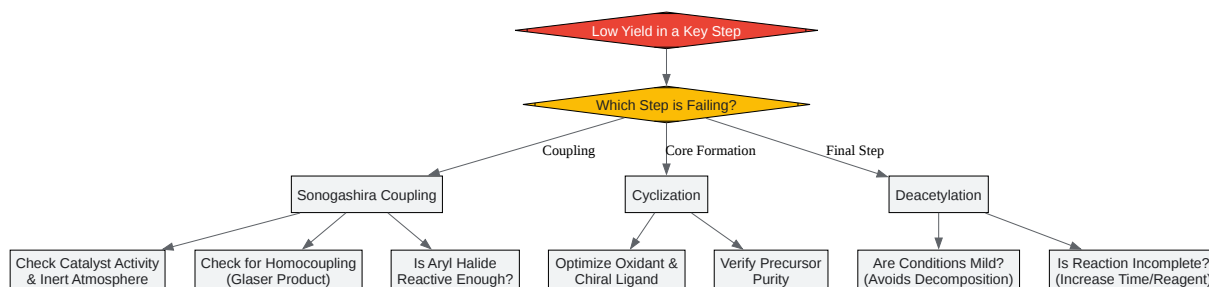 Low Yield in a Key Step
Which Step is Failing?
Coupling
Core Formation
Final Step
Sonogashira Coupling
Cyclization
Deacetylation
Check Catalyst Activity
& Inert Atmosphere
Check for Homocoupling
(Glaser Product)
Is Aryl Halide
Reactive Enough?
Optimize Oxidant &
Chiral Ligand
Verify Precursor
Purity
Are Conditions Mild?
(Avoids Decomposition)
Is Reaction Incomplete?
(Increase Time/Reagent)